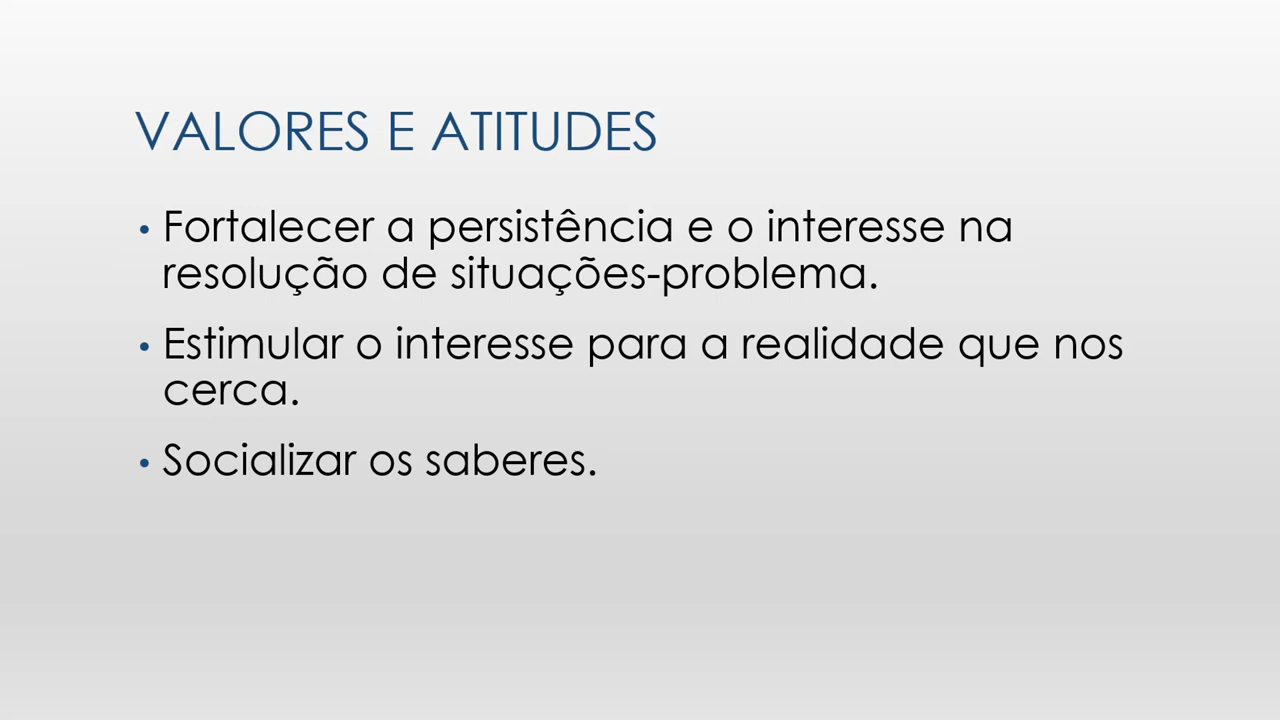 VALORES E ATITUDES
• Fortalecer a persistência e o interesse na
resolução de situações-problema.
• Estimular o interesse para a realidade que nos
cerca.
• Socializar os saberes.